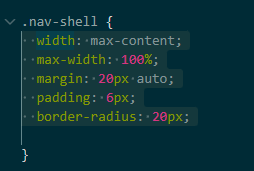 .nav-shell {
width: max-content;
max-width: 100%;
margin: 20px auto;
padding: 6px;
border-radius: 20px;
}